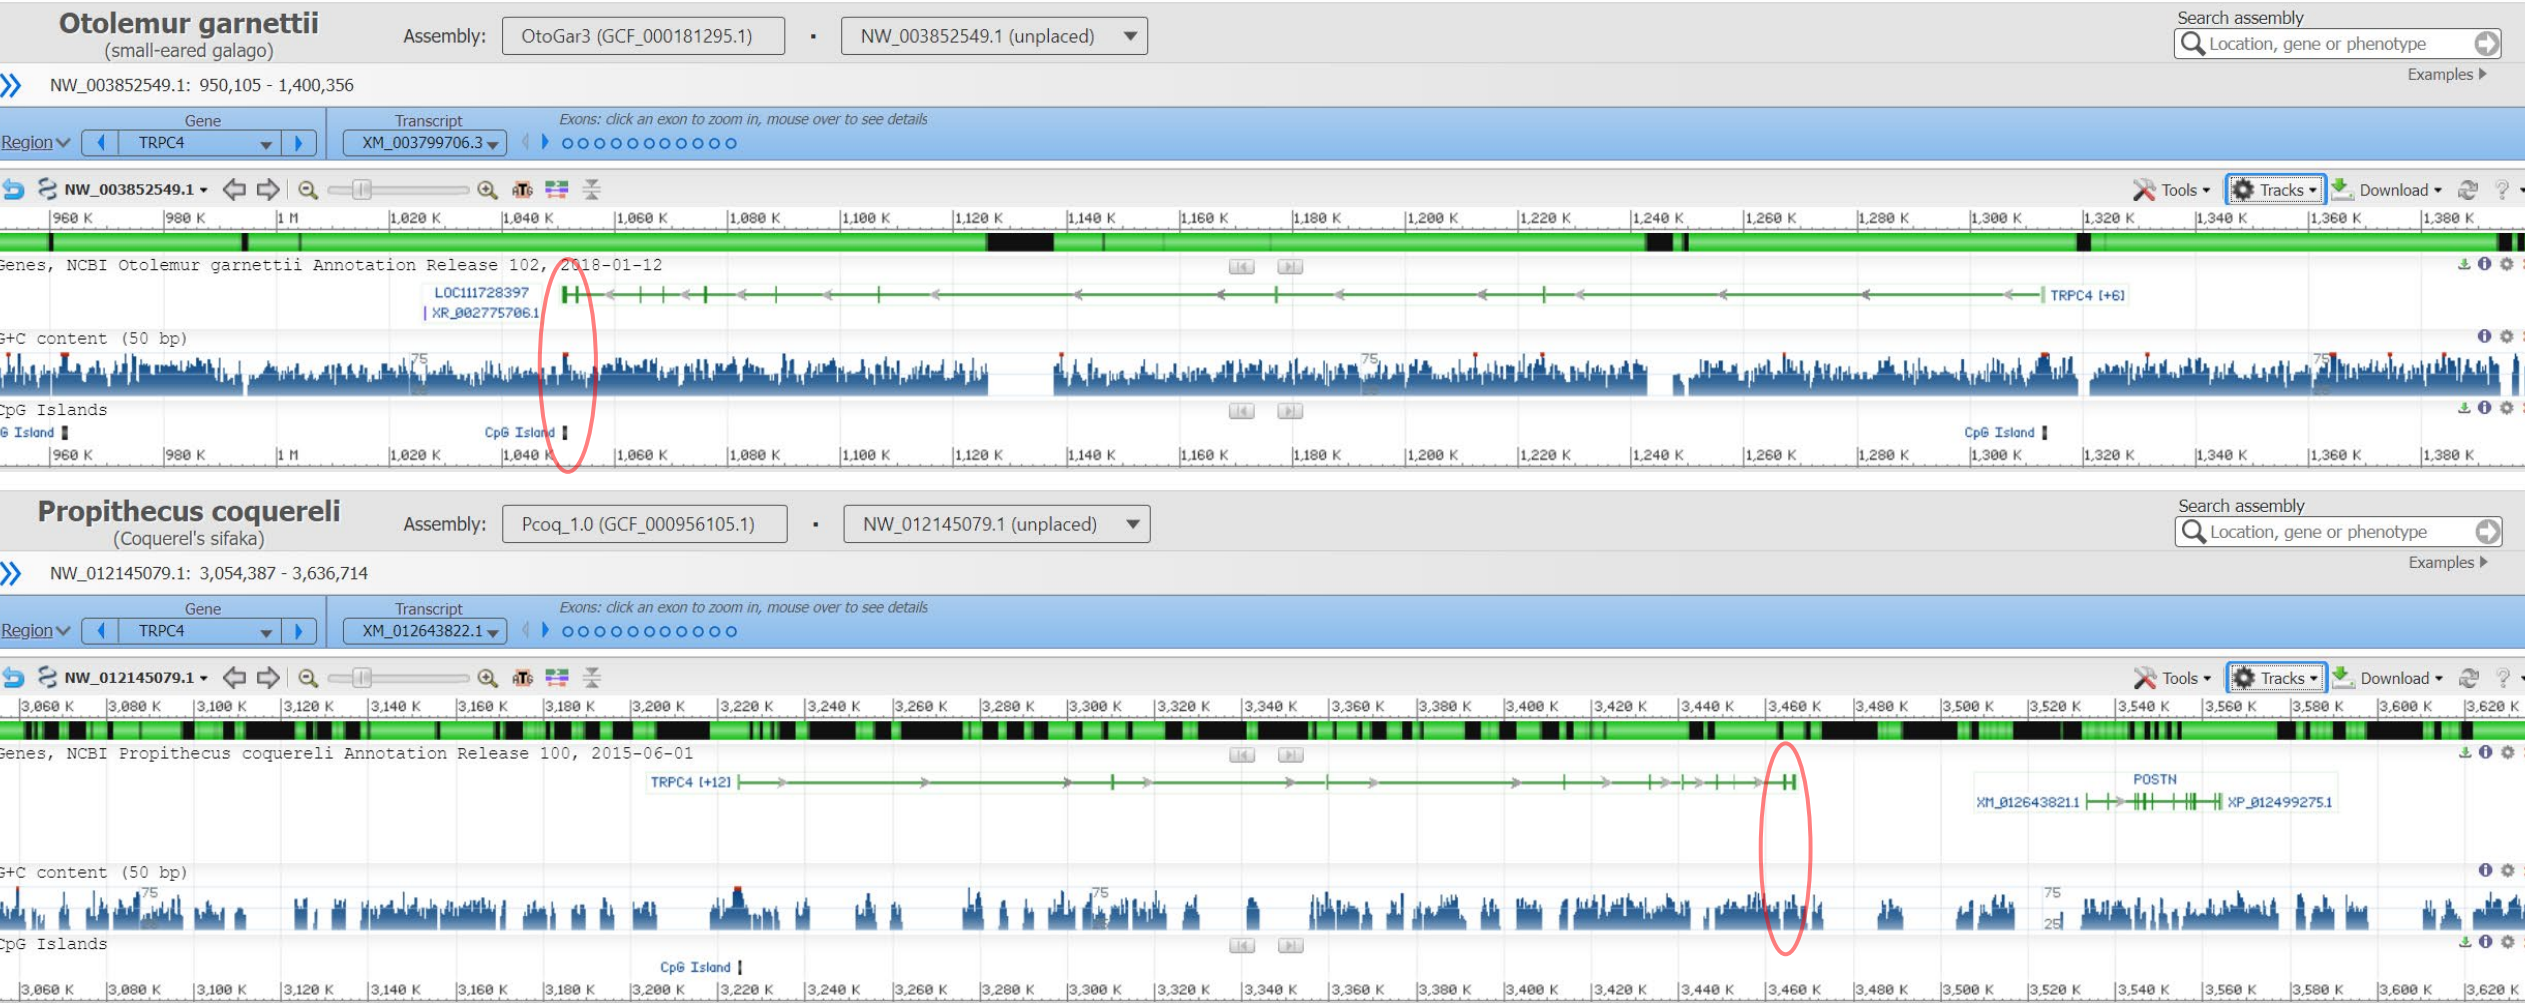 Otolemur garnettii
(small-eared galago)
Assembly: OtoGar3 (GCF_000181295.1) · NW_003852549.1 (unplaced)
Search assembly
Location, gene or phenotype
Examples
NW_003852549.1: 950,105 - 1,400,356
Gene Transcript Exons: click an exon to zoom in, mouse over to see details
Region TRPC4 XM_003799706.3
NW_003852549.1 ATG Tools Tracks Download ?
960 K 980 K 1 M 1,020 K 1,040 K 1,060 K 1,080 K 1,100 K 1,120 K 1,140 K 1,160 K 1,180 K 1,200 K 1,220 K 1,240 K 1,260 K 1,280 K 1,300 K 1,320 K 1,340 K 1,360 K 1,380 K
Genes, NCBI Otolemur garnettii Annotation Release 102, 2018-01-12
LOC111728397
XR_002775706.1
TRPC4 [+6]
G+C content (50 bp)
75 75 75
25 25 25
CpG Islands
G Island CpG Island CpG Island
960 K 980 K 1 M 1,020 K 1,040 K 1,060 K 1,080 K 1,100 K 1,120 K 1,140 K 1,160 K 1,180 K 1,200 K 1,220 K 1,240 K 1,260 K 1,280 K 1,300 K 1,320 K 1,340 K 1,360 K 1,380 K
Propithecus coquereli
(Coquerel's sifaka)
Assembly: Pcoq_1.0 (GCF_000956105.1) · NW_012145079.1 (unplaced)
Search assembly
Location, gene or phenotype
Examples
NW_012145079.1: 3,054,387 - 3,636,714
Gene Transcript Exons: click an exon to zoom in, mouse over to see details
Region TRPC4 XM_012643822.1
NW_012145079.1 ATG Tools Tracks Download ?
3,060 K 3,080 K 3,100 K 3,120 K 3,140 K 3,160 K 3,180 K 3,200 K 3,220 K 3,240 K 3,260 K 3,280 K 3,300 K 3,320 K 3,340 K 3,360 K 3,380 K 3,400 K 3,420 K 3,440 K 3,460 K 3,480 K 3,500 K 3,520 K 3,540 K 3,560 K 3,580 K 3,600 K 3,620 K
Genes, NCBI Propithecus coquereli Annotation Release 100, 2015-06-01
TRPC4 [+12]
POSTN
XM_012643821.1 XP_012499275.1
G+C content (50 bp)
75 75 75
25 25 25
CpG Islands
CpG Island
3,060 K 3,080 K 3,100 K 3,120 K 3,140 K 3,160 K 3,180 K 3,200 K 3,220 K 3,240 K 3,260 K 3,280 K 3,300 K 3,320 K 3,340 K 3,360 K 3,380 K 3,400 K 3,420 K 3,440 K 3,460 K 3,480 K 3,500 K 3,520 K 3,540 K 3,560 K 3,580 K 3,600 K 3,620 K